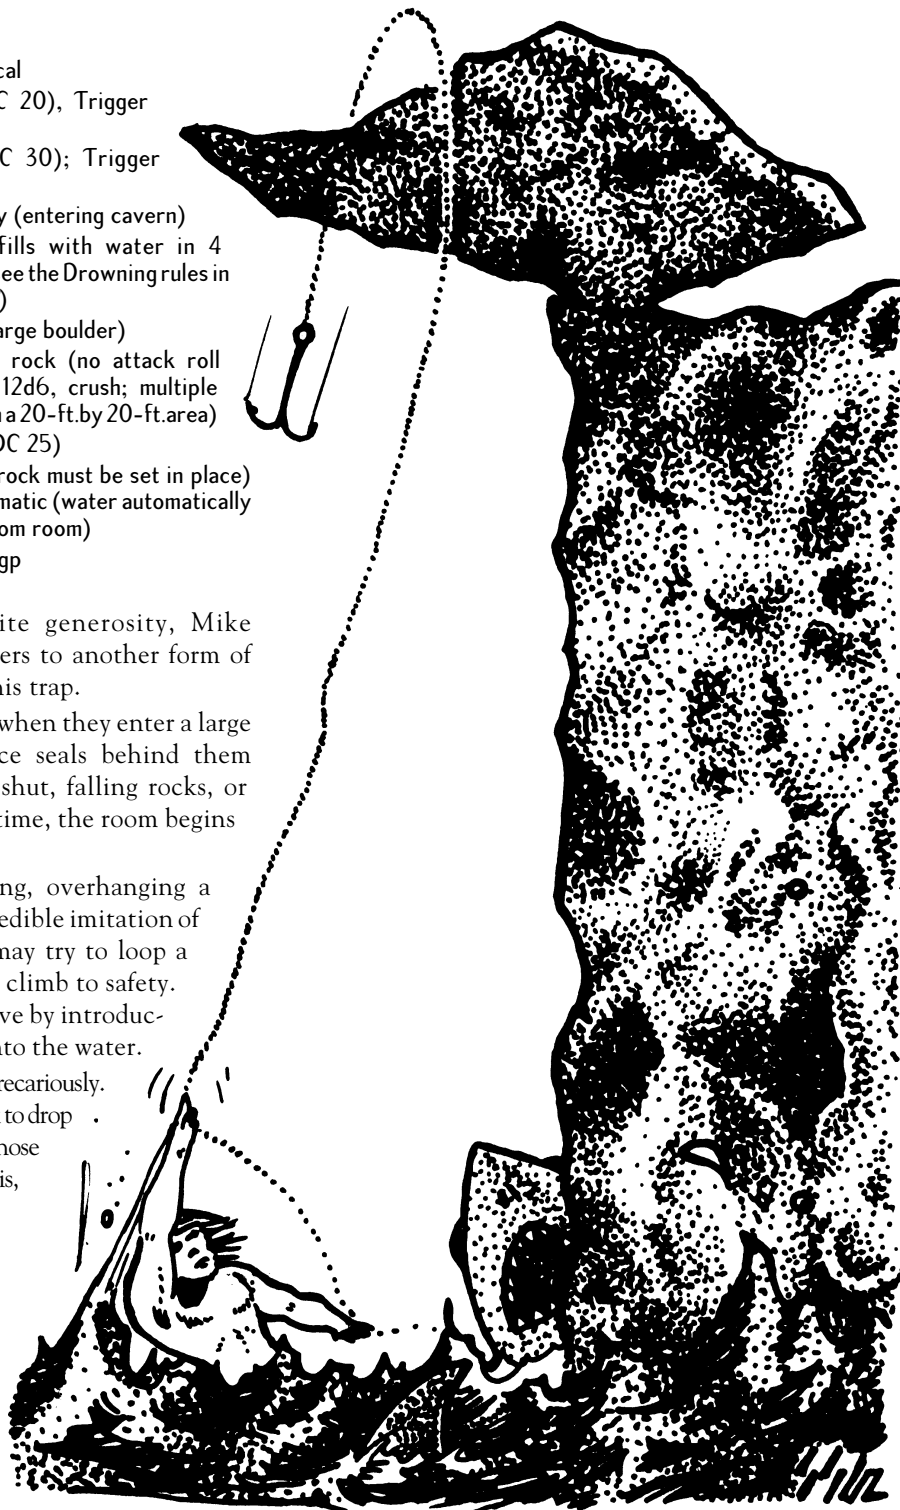 cal
C 20), Trigger
C 30); Trigger
y (entering cavern)
fills with water in 4
ee the Drowning rules in
)
arge boulder)
rock (no attack roll
12d6, crush; multiple
n a 20-ft. by 20-ft. area)
DC 25)
rock must be set in place)
matic (water automatically
om room)
gp
ite generosity, Mike
ers to another form of
his trap.
when they enter a large
ce seals behind them
shut, falling rocks, or
time, the room begins
ng, overhanging a
edible imitation of
may try to loop a
climb to safety.
ve by introduc-
nto the water.
recariously.
to drop
hose
is,